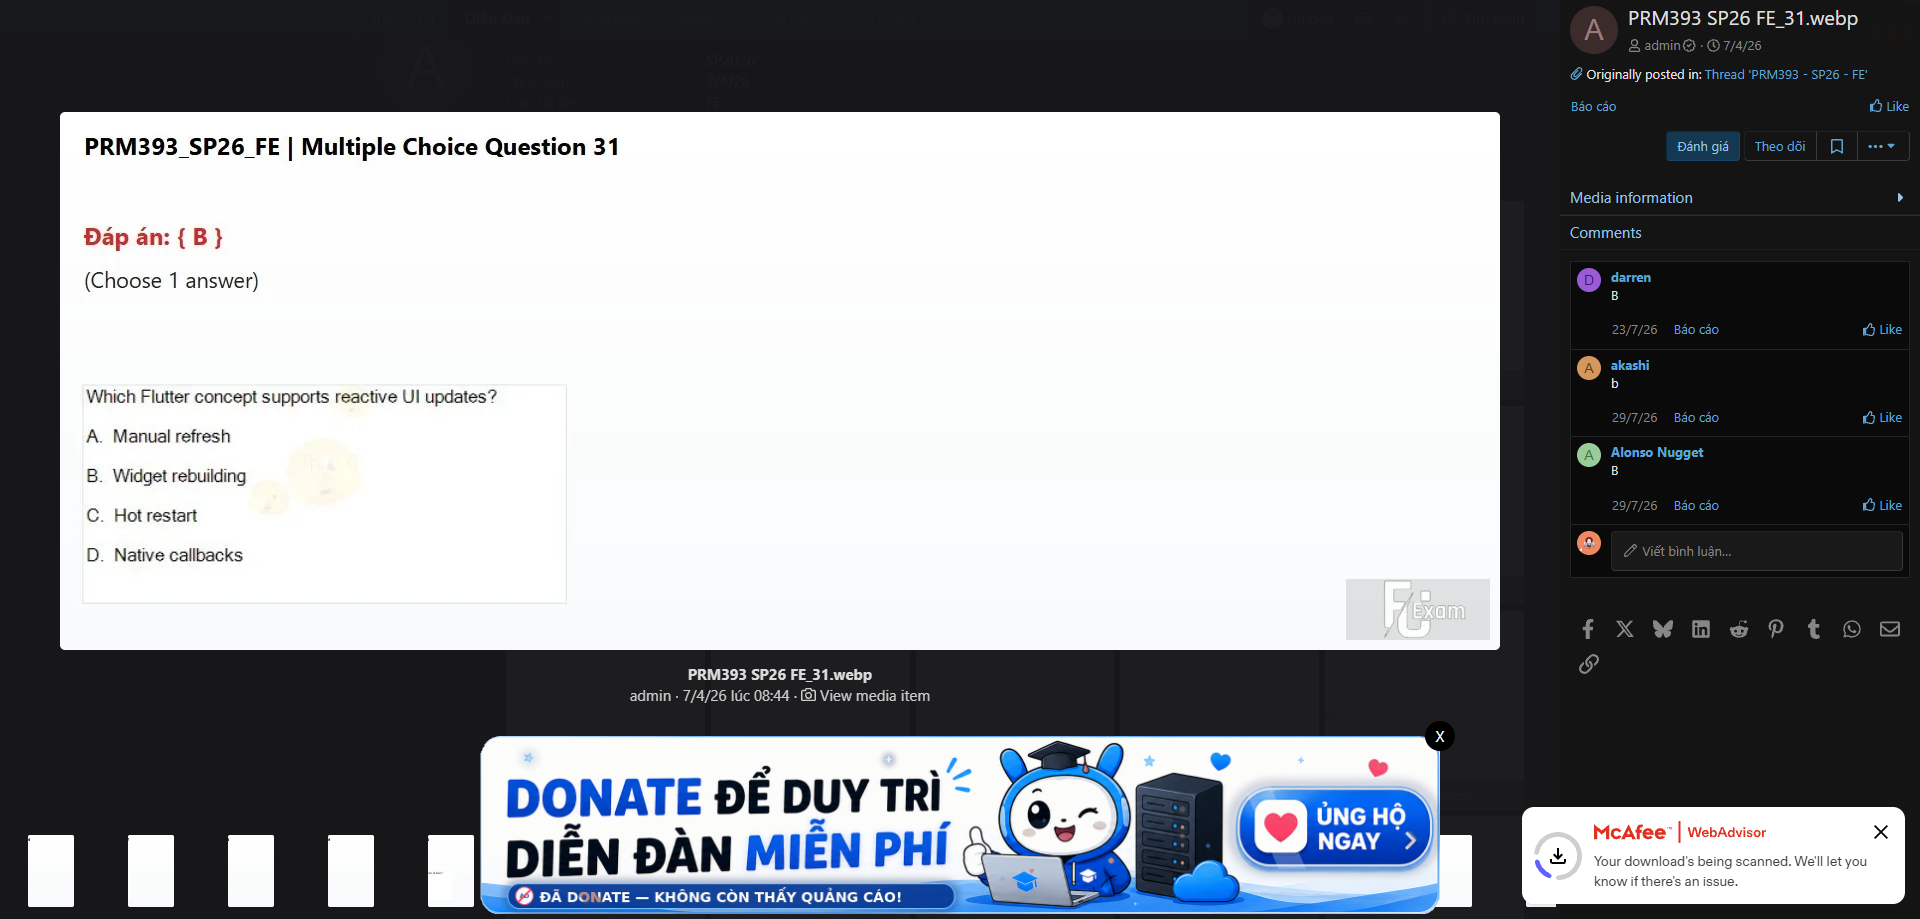 PRM393_SP26_FE | Multiple Choice Question 31
Đáp án: { B }
(Choose 1 answer)
Which Flutter concept supports reactive UI updates?
A. Manual refresh
B. Widget rebuilding
C. Hot restart
D. Native callbacks
FU Exam
PRM393 SP26 FE_31.webp
admin · 7/4/26 lúc 08:44 · View media item
X
DONATE ĐỂ DUY TRÌ
DIỄN ĐÀN MIỄN PHÍ
ĐÃ DONATE — KHÔNG CÒN THẤY QUẢNG CÁO!
ỦNG HỘ
NGAY
A
PRM393 SP26 FE_31.webp
admin · 7/4/26
Originally posted in: Thread 'PRM393 - SP26 - FE'
Báo cáo
Like
Đánh giá
Theo dõi
Media information
Comments
D
darren
B
23/7/26 Báo cáo Like
A
akashi
b
29/7/26 Báo cáo Like
A
Alonso Nugget
B
29/7/26 Báo cáo Like
Viết bình luận...
McAfee™ | WebAdvisor
Your download's being scanned. We'll let you
know if there's an issue.